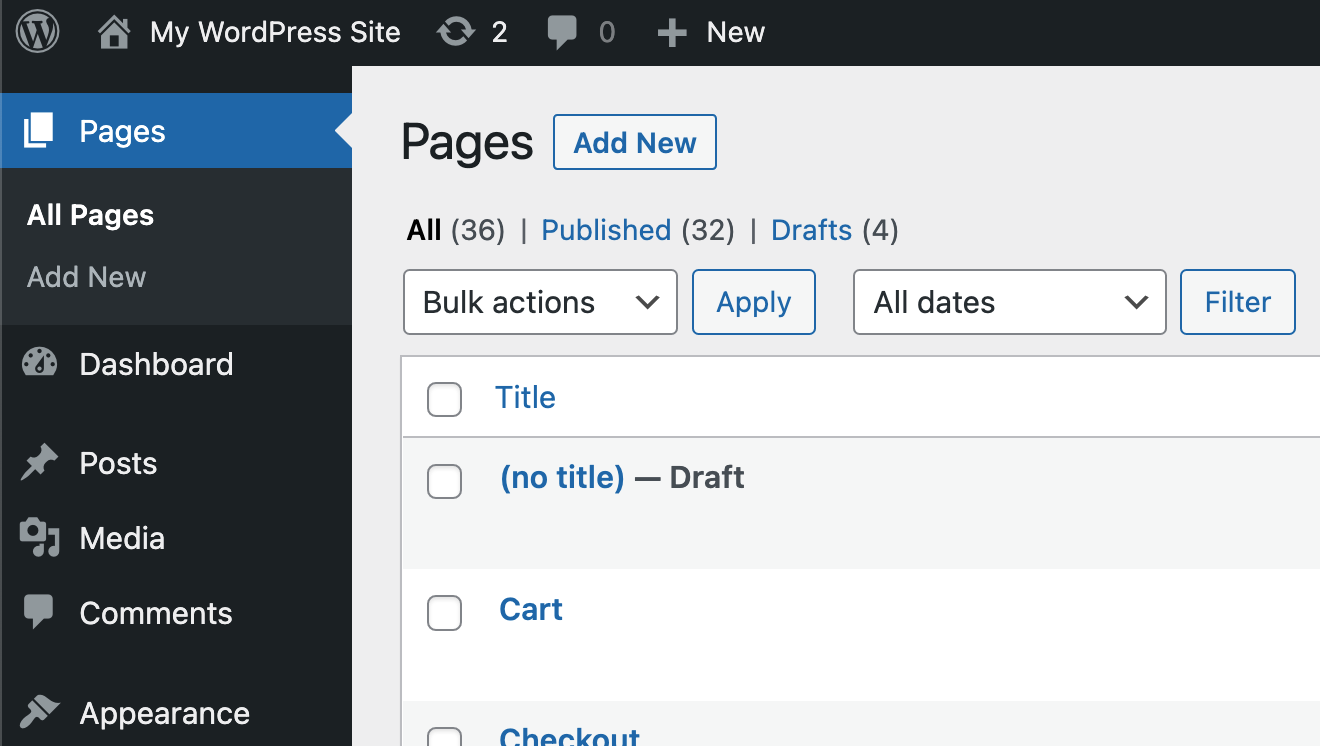 My WordPress Site 2 0 New
Pages
All Pages
Add New
Dashboard
Posts
Media
Comments
Appearance
Pages Add New
All (36) | Published (32) | Drafts (4)
Bulk actions Apply All dates Filter
Title
(no title) — Draft
Cart
Checkout